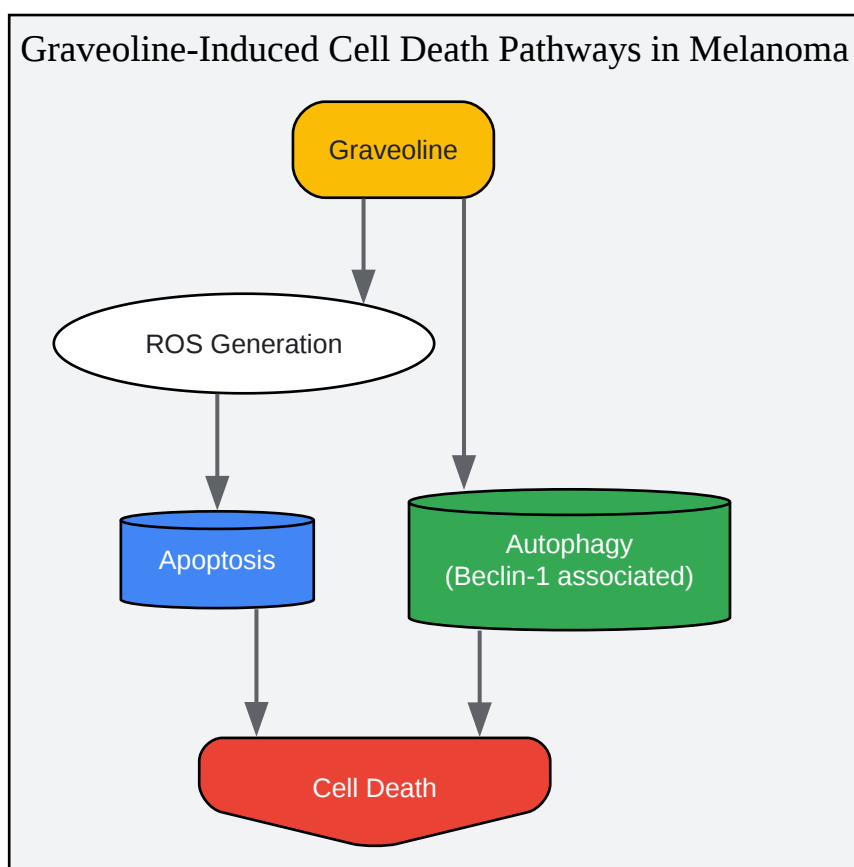 Graveoline-Induced Cell Death Pathways in Melanoma
Graveoline
ROS Generation
Apoptosis
Autophagy
(Beclin-1 associated)
Cell Death